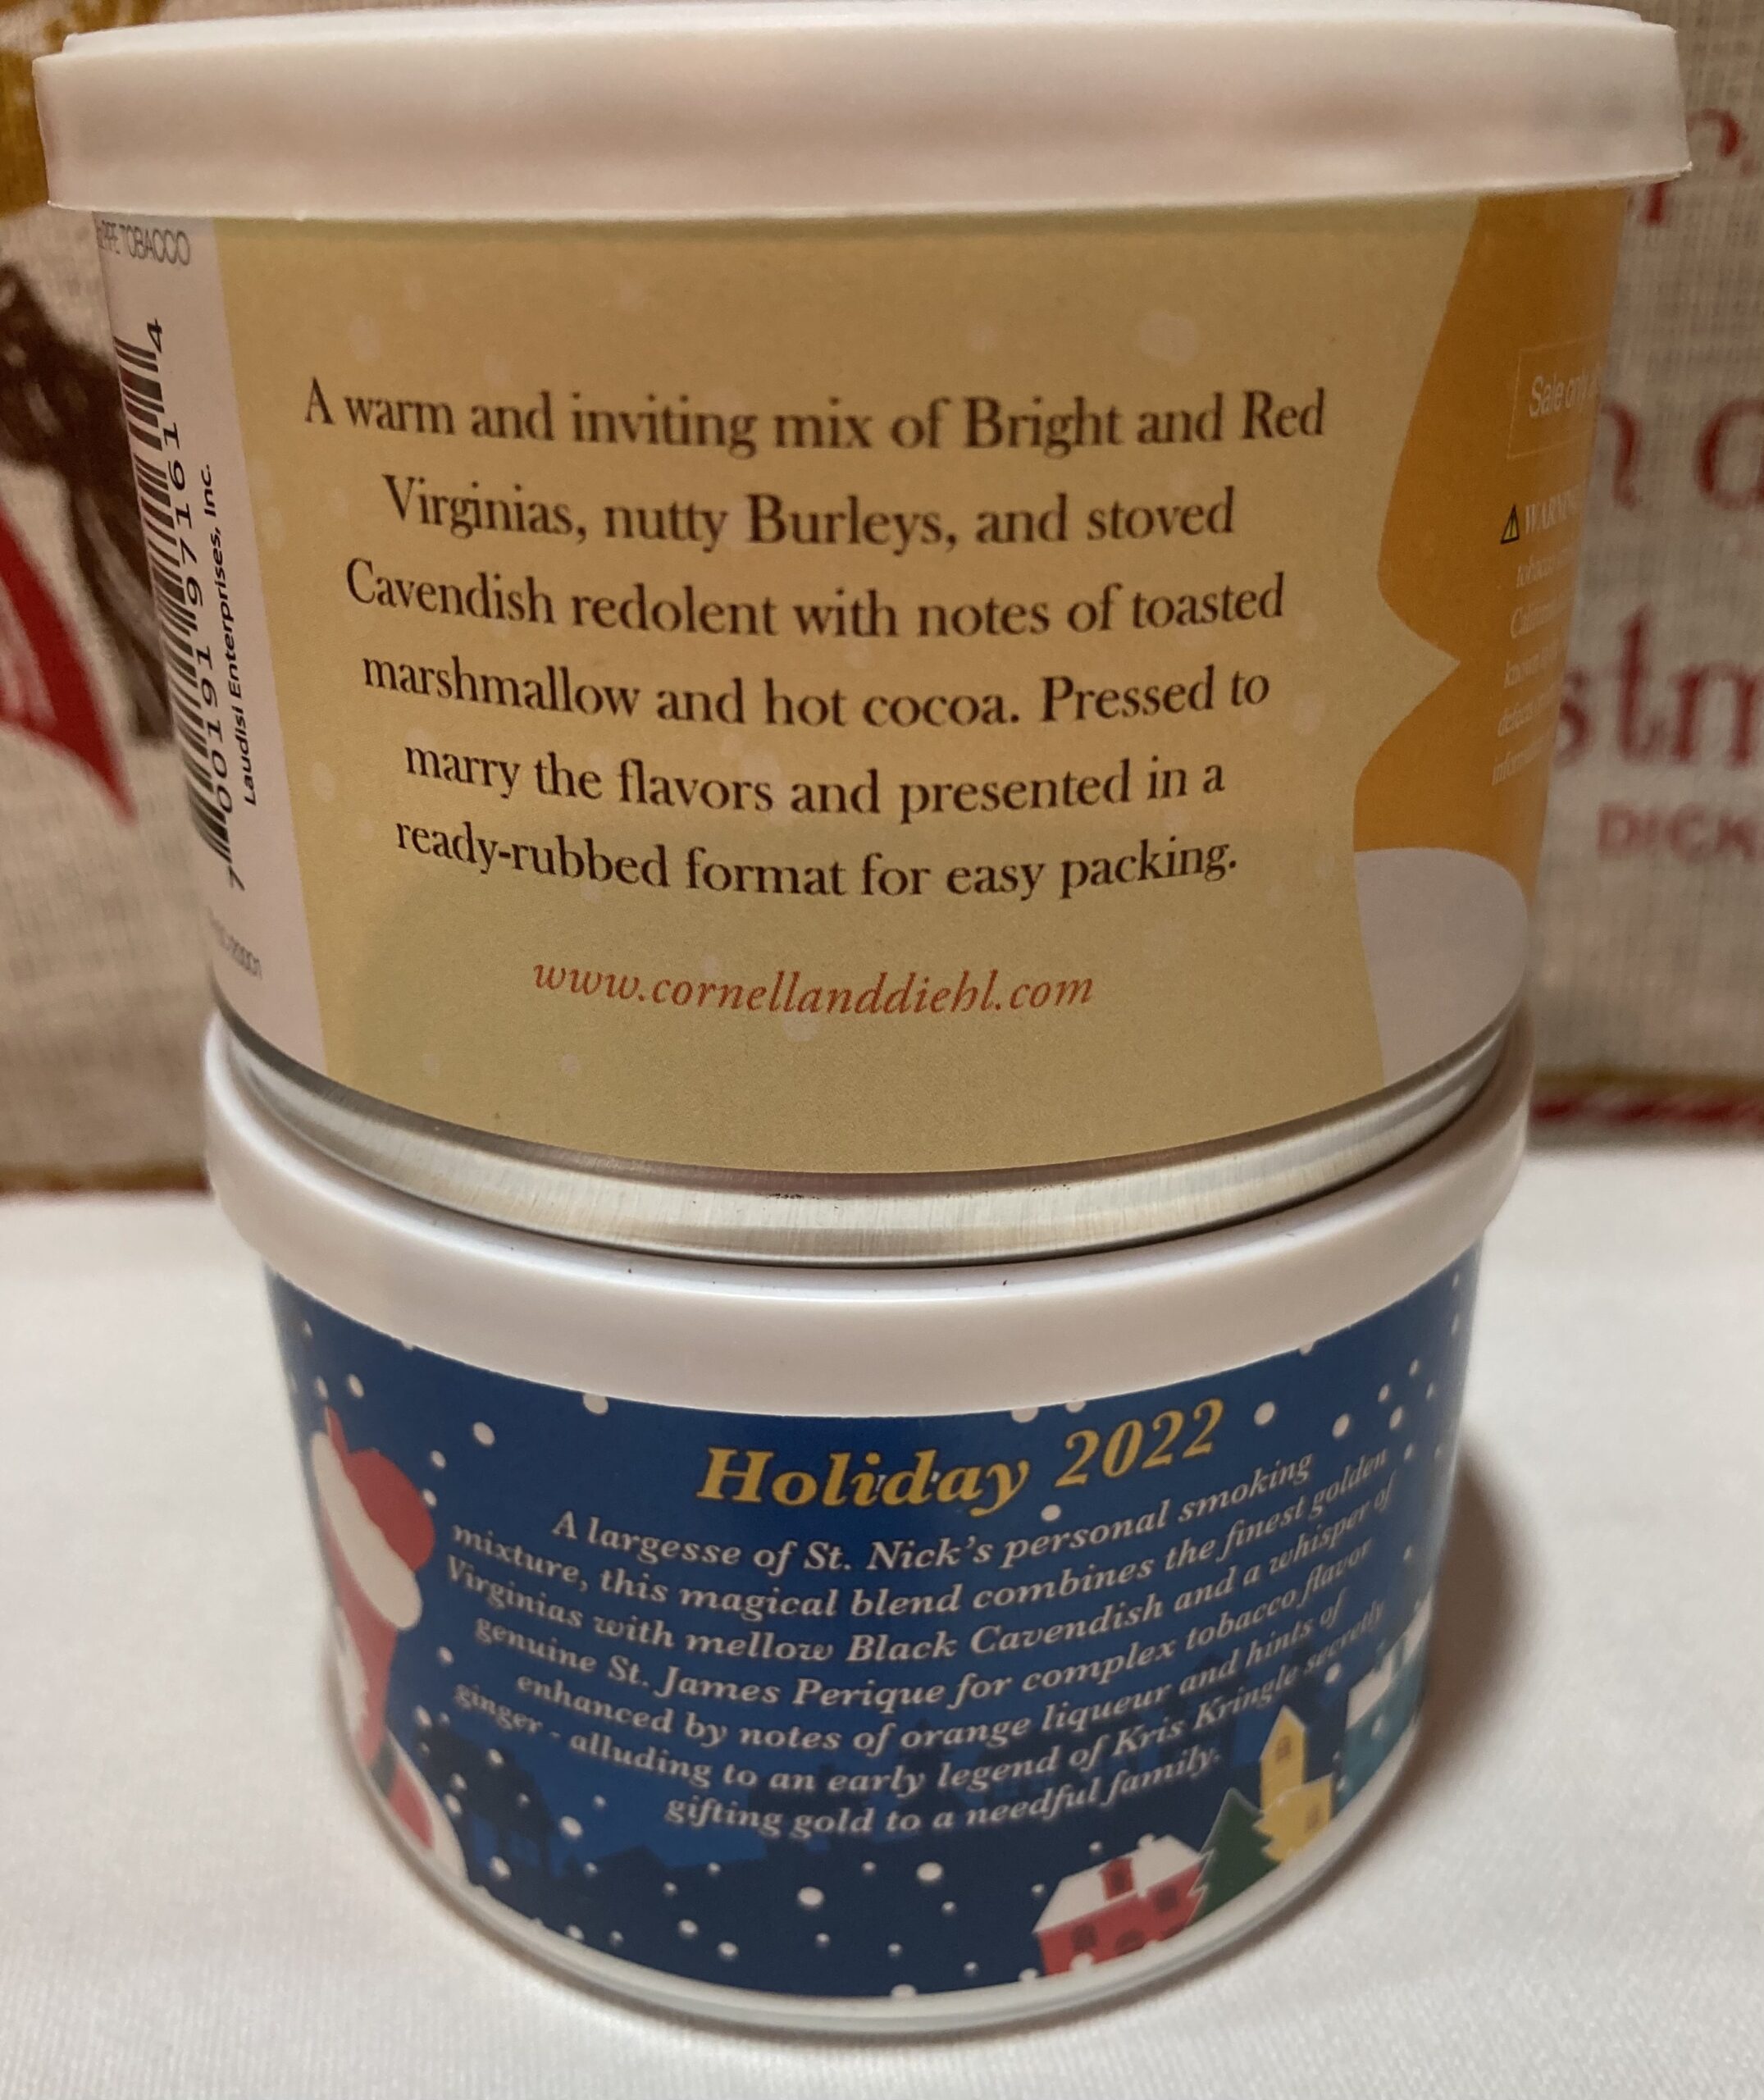 PIPE TOBACCO
7 00191 97161 4
Laudisi Enterprises, Inc.
A warm and inviting mix of Bright and Red
Virginias, nutty Burleys, and stoved
Cavendish redolent with notes of toasted
marshmallow and hot cocoa. Pressed to
marry the flavors and presented in a
ready-rubbed format for easy packing.
www.cornellanddiehl.com
Sale only
WARNING
Holiday 2022
A largesse of St. Nick's personal smoking
mixture, this magical blend combines the finest golden
Virginias with mellow Black Cavendish and a whisper of
genuine St. James Perique for complex tobacco flavor
enhanced by notes of orange liqueur and hints of
ginger - alluding to an early legend of Kris Kringle secretly
gifting gold to a needful family.
stm
DICK